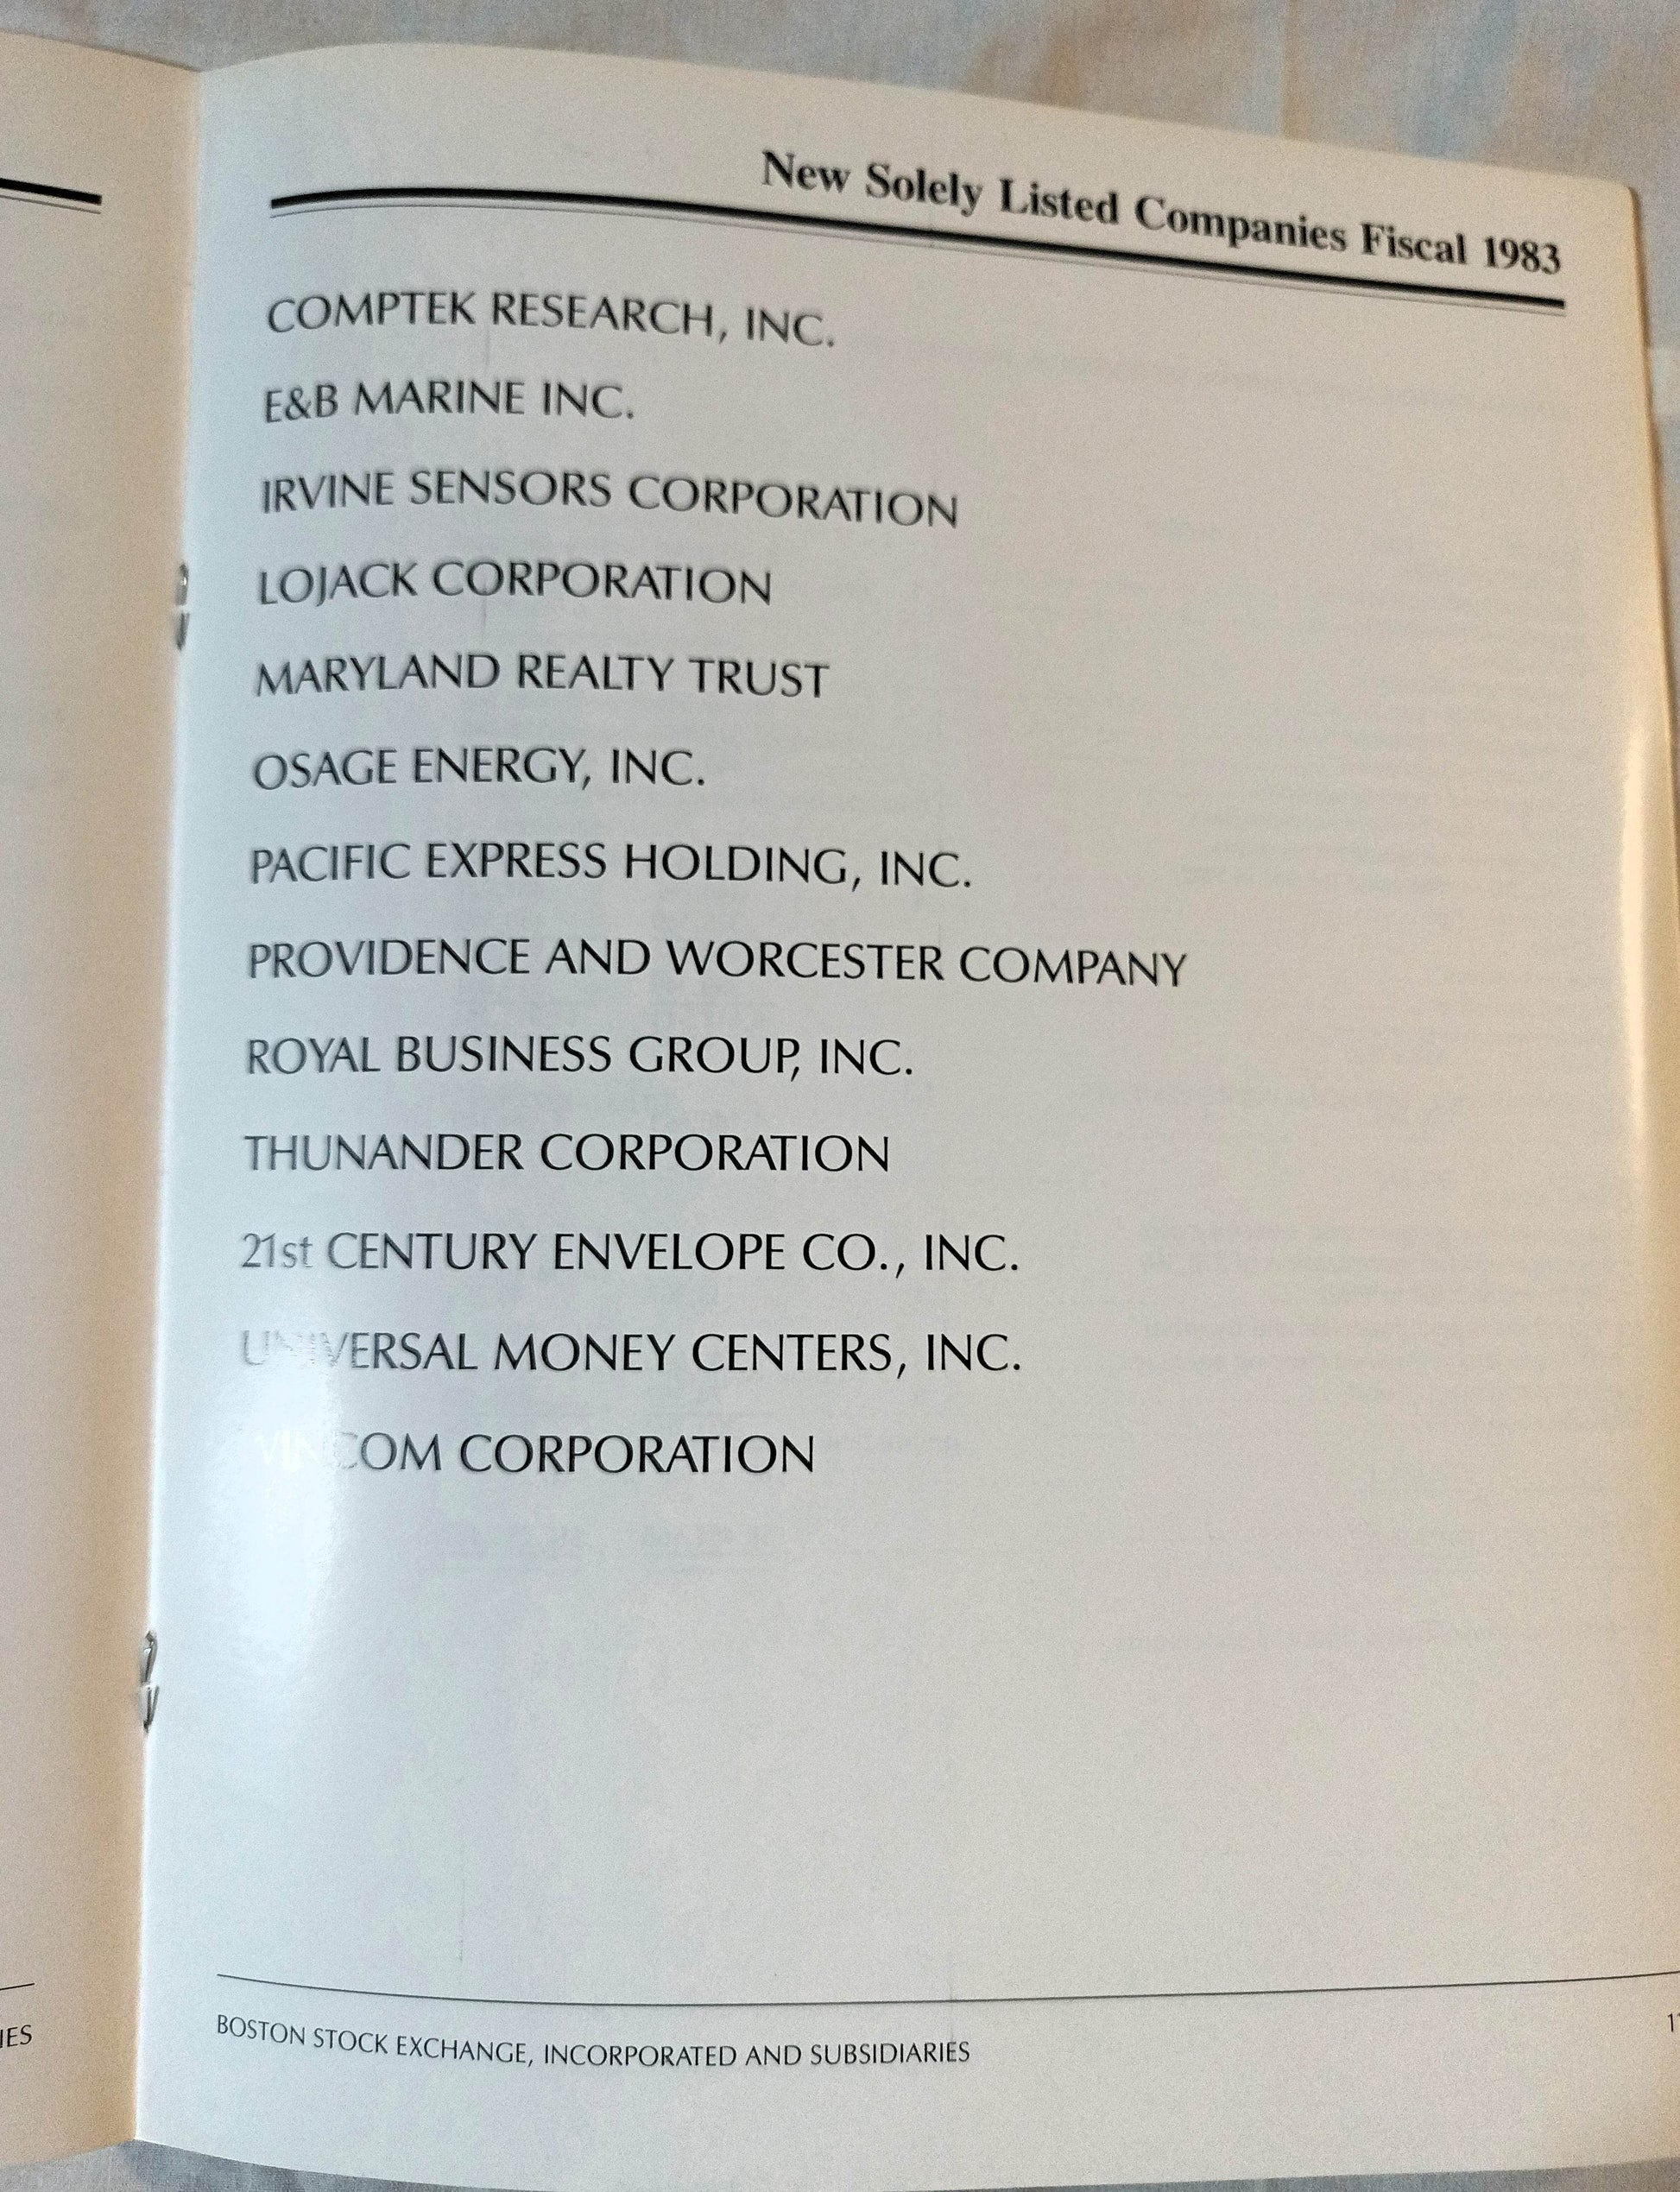 New Solely Listed Companies Fiscal 1983
COMPTEK RESEARCH, INC.
E&B MARINE INC.
IRVINE SENSORS CORPORATION
LOJACK CORPORATION
MARYLAND REALTY TRUST
OSAGE ENERGY, INC.
PACIFIC EXPRESS HOLDING, INC.
PROVIDENCE AND WORCESTER COMPANY
ROYAL BUSINESS GROUP, INC.
THUNANDER CORPORATION
21st CENTURY ENVELOPE CO., INC.
UNIVERSAL MONEY CENTERS, INC.
VINCOM CORPORATION
BOSTON STOCK EXCHANGE, INCORPORATED AND SUBSIDIARIES